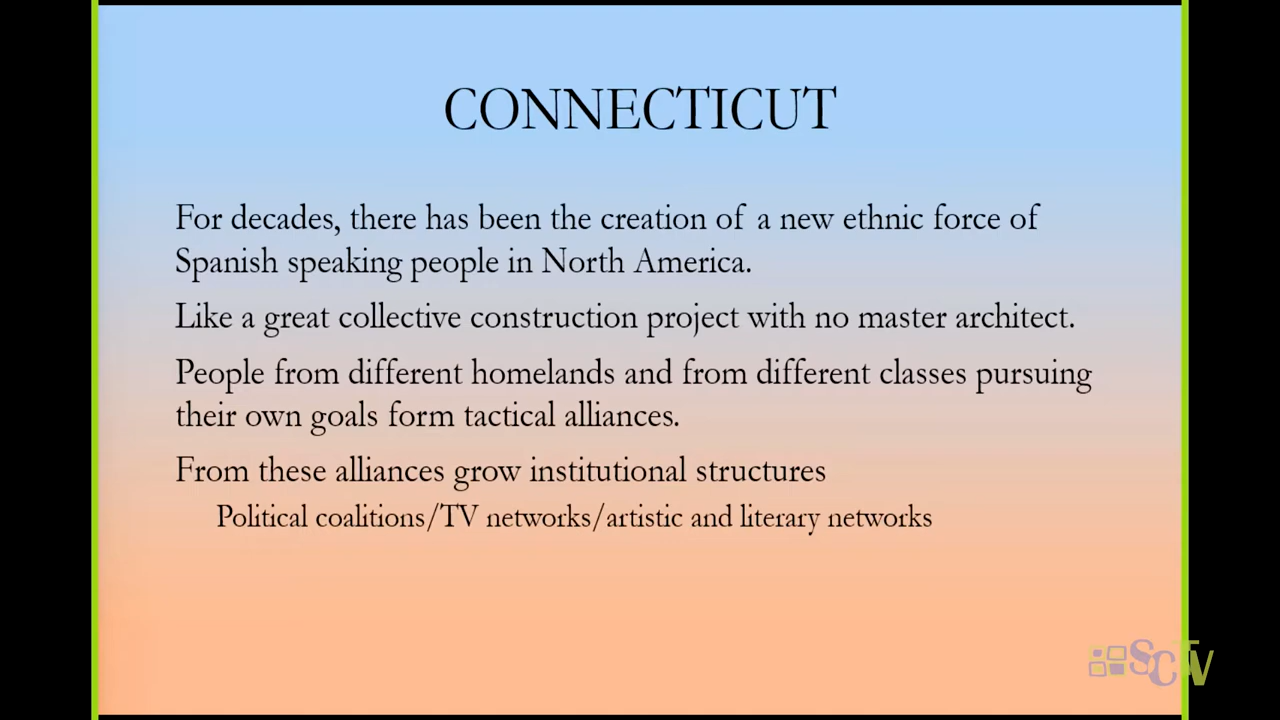 CONNECTICUT
For decades, there has been the creation of a new ethnic force of
Spanish speaking people in North America.
Like a great collective construction project with no master architect.
People from different homelands and from different classes pursuing
their own goals form tactical alliances.
From these alliances grow institutional structures
Political coalitions/TV networks/artistic and literary networks
SCTV